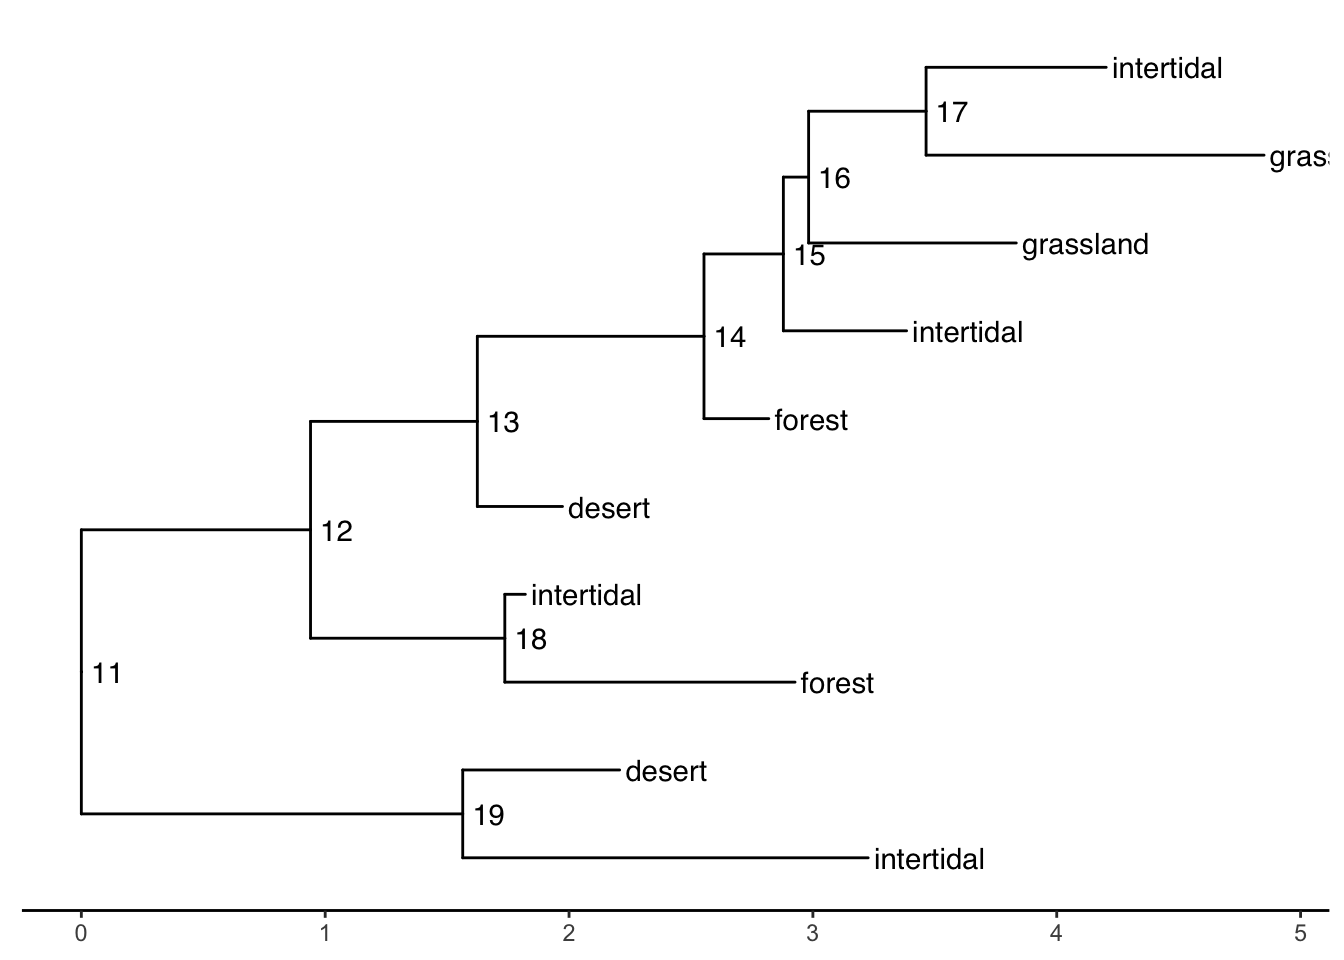 intertidal
17
gras
16
grassland
15
intertidal
14
forest
13
desert
12
intertidal
18
forest
11
desert
19
intertidal
0 1 2 3 4 5